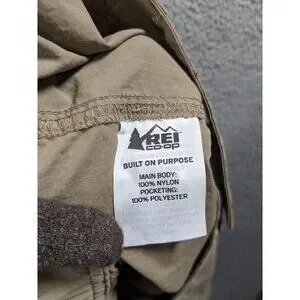 REI
CO·OP
BUILT ON PURPOSE
MAIN BODY:
100% NYLON
POCKETING:
100% POLYESTER